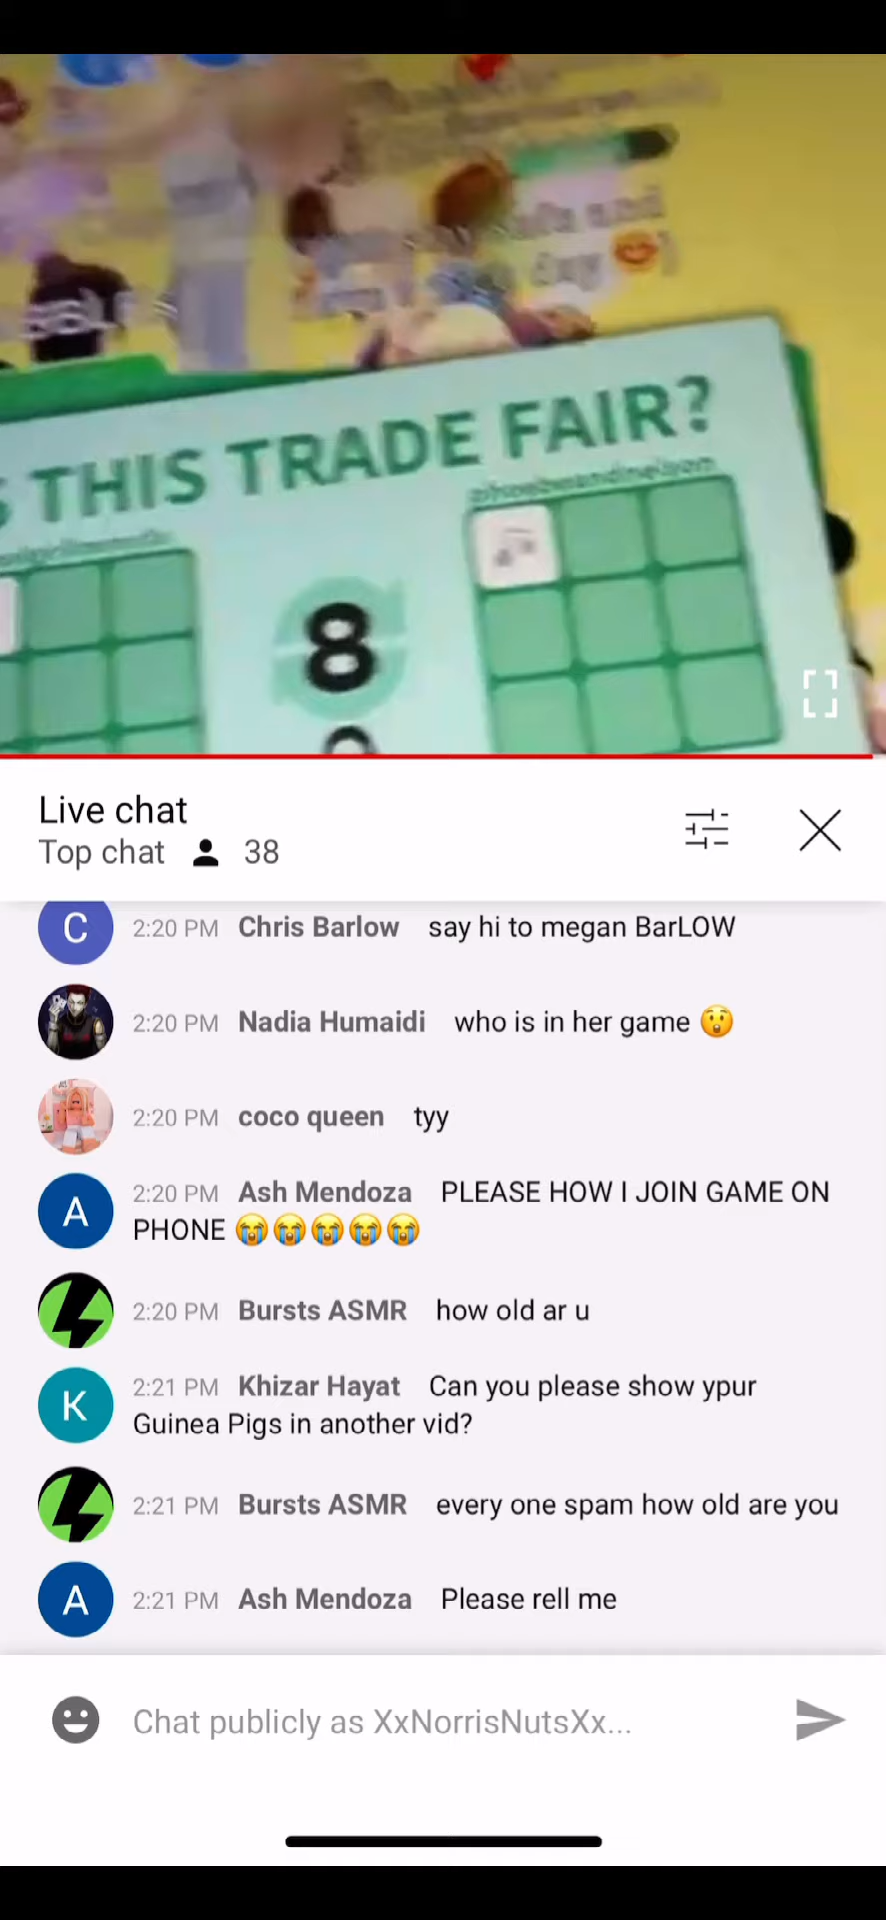 THIS TRADE FAIR?
8
Live chat
Top chat 38
C 2:20 PM Chris Barlow say hi to megan BarLOW
2:20 PM Nadia Humaidi who is in her game 😲
2:20 PM coco queen tyy
A 2:20 PM Ash Mendoza PLEASE HOW I JOIN GAME ON
PHONE 😭😭😭😭😭
2:20 PM Bursts ASMR how old ar u
K 2:21 PM Khizar Hayat Can you please show ypur
Guinea Pigs in another vid?
2:21 PM Bursts ASMR every one spam how old are you
A 2:21 PM Ash Mendoza Please rell me
Chat publicly as XxNorrisNutsXx...